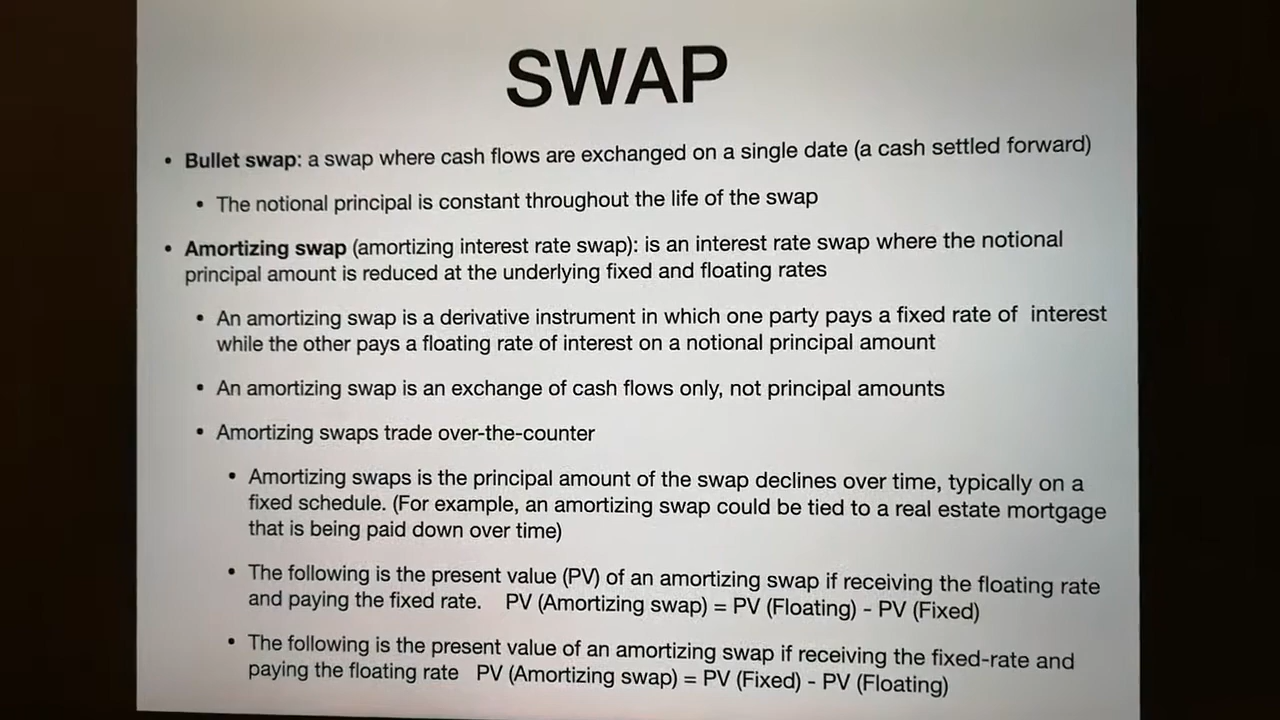 SWAP
• Bullet swap: a swap where cash flows are exchanged on a single date (a cash settled forward)
• The notional principal is constant throughout the life of the swap
• Amortizing swap (amortizing interest rate swap): is an interest rate swap where the notional
principal amount is reduced at the underlying fixed and floating rates
• An amortizing swap is a derivative instrument in which one party pays a fixed rate of interest
while the other pays a floating rate of interest on a notional principal amount
• An amortizing swap is an exchange of cash flows only, not principal amounts
• Amortizing swaps trade over-the-counter
• Amortizing swaps is the principal amount of the swap declines over time, typically on a
fixed schedule. (For example, an amortizing swap could be tied to a real estate mortgage
that is being paid down over time)
• The following is the present value (PV) of an amortizing swap if receiving the floating rate
and paying the fixed rate. PV (Amortizing swap) = PV (Floating) - PV (Fixed)
• The following is the present value of an amortizing swap if receiving the fixed-rate and
paying the floating rate PV (Amortizing swap) = PV (Fixed) - PV (Floating)